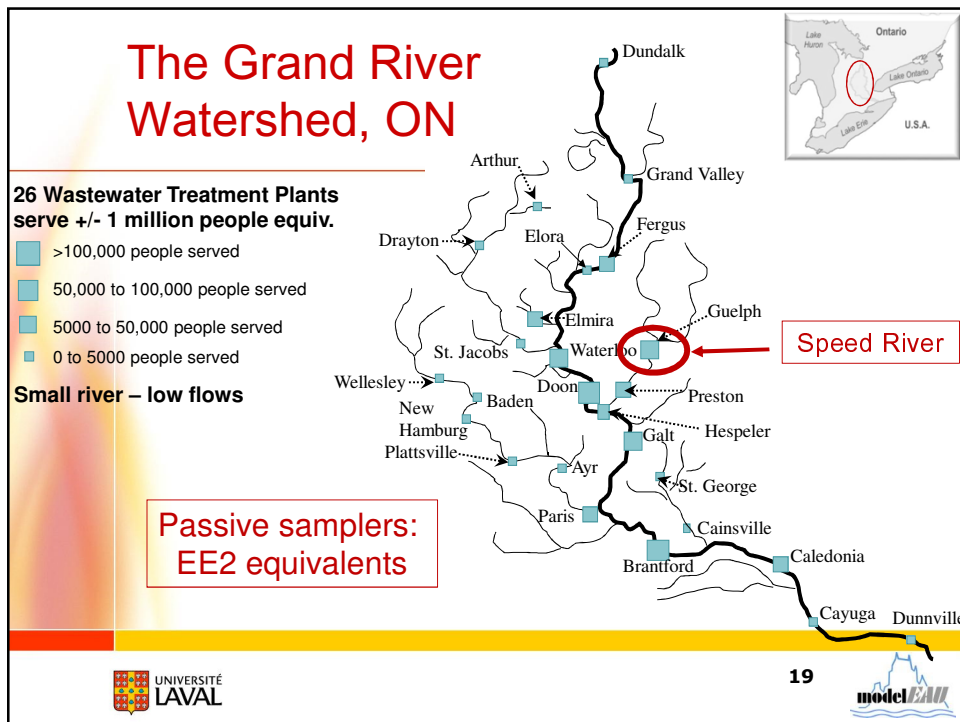 The Grand River
Watershed, ON
26 Wastewater Treatment Plants
serve +/- 1 million people equiv.
>100,000 people served
50,000 to 100,000 people served
5000 to 50,000 people served
0 to 5000 people served
Small river – low flows
Passive samplers:
EE2 equivalents
Dundalk
Grand Valley
Arthur
Drayton
Elora
Fergus
Elmira
Guelph
St. Jacobs
Waterloo
Speed River
Wellesley
Doon
Preston
Baden
New
Hamburg
Hespeler
Galt
Plattsville
Ayr
St. George
Paris
Cainsville
Brantford
Caledonia
Cayuga
Dunnville
Lake
Huron
Ontario
Lake Ontario
Lake Erie
U.S.A.
UNIVERSITÉ
LAVAL
19
modelEAU